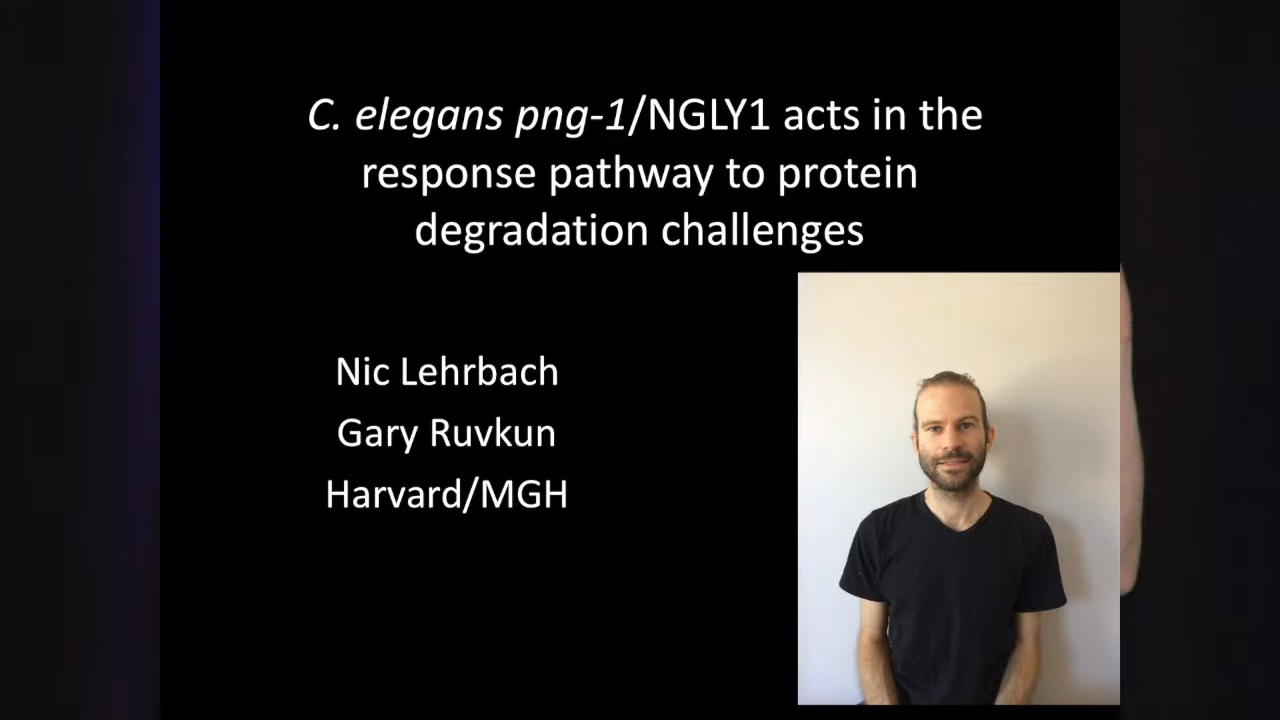 C. elegans png-1/NGLY1 acts in the
response pathway to protein
degradation challenges
Nic Lehrbach
Gary Ruvkun
Harvard/MGH